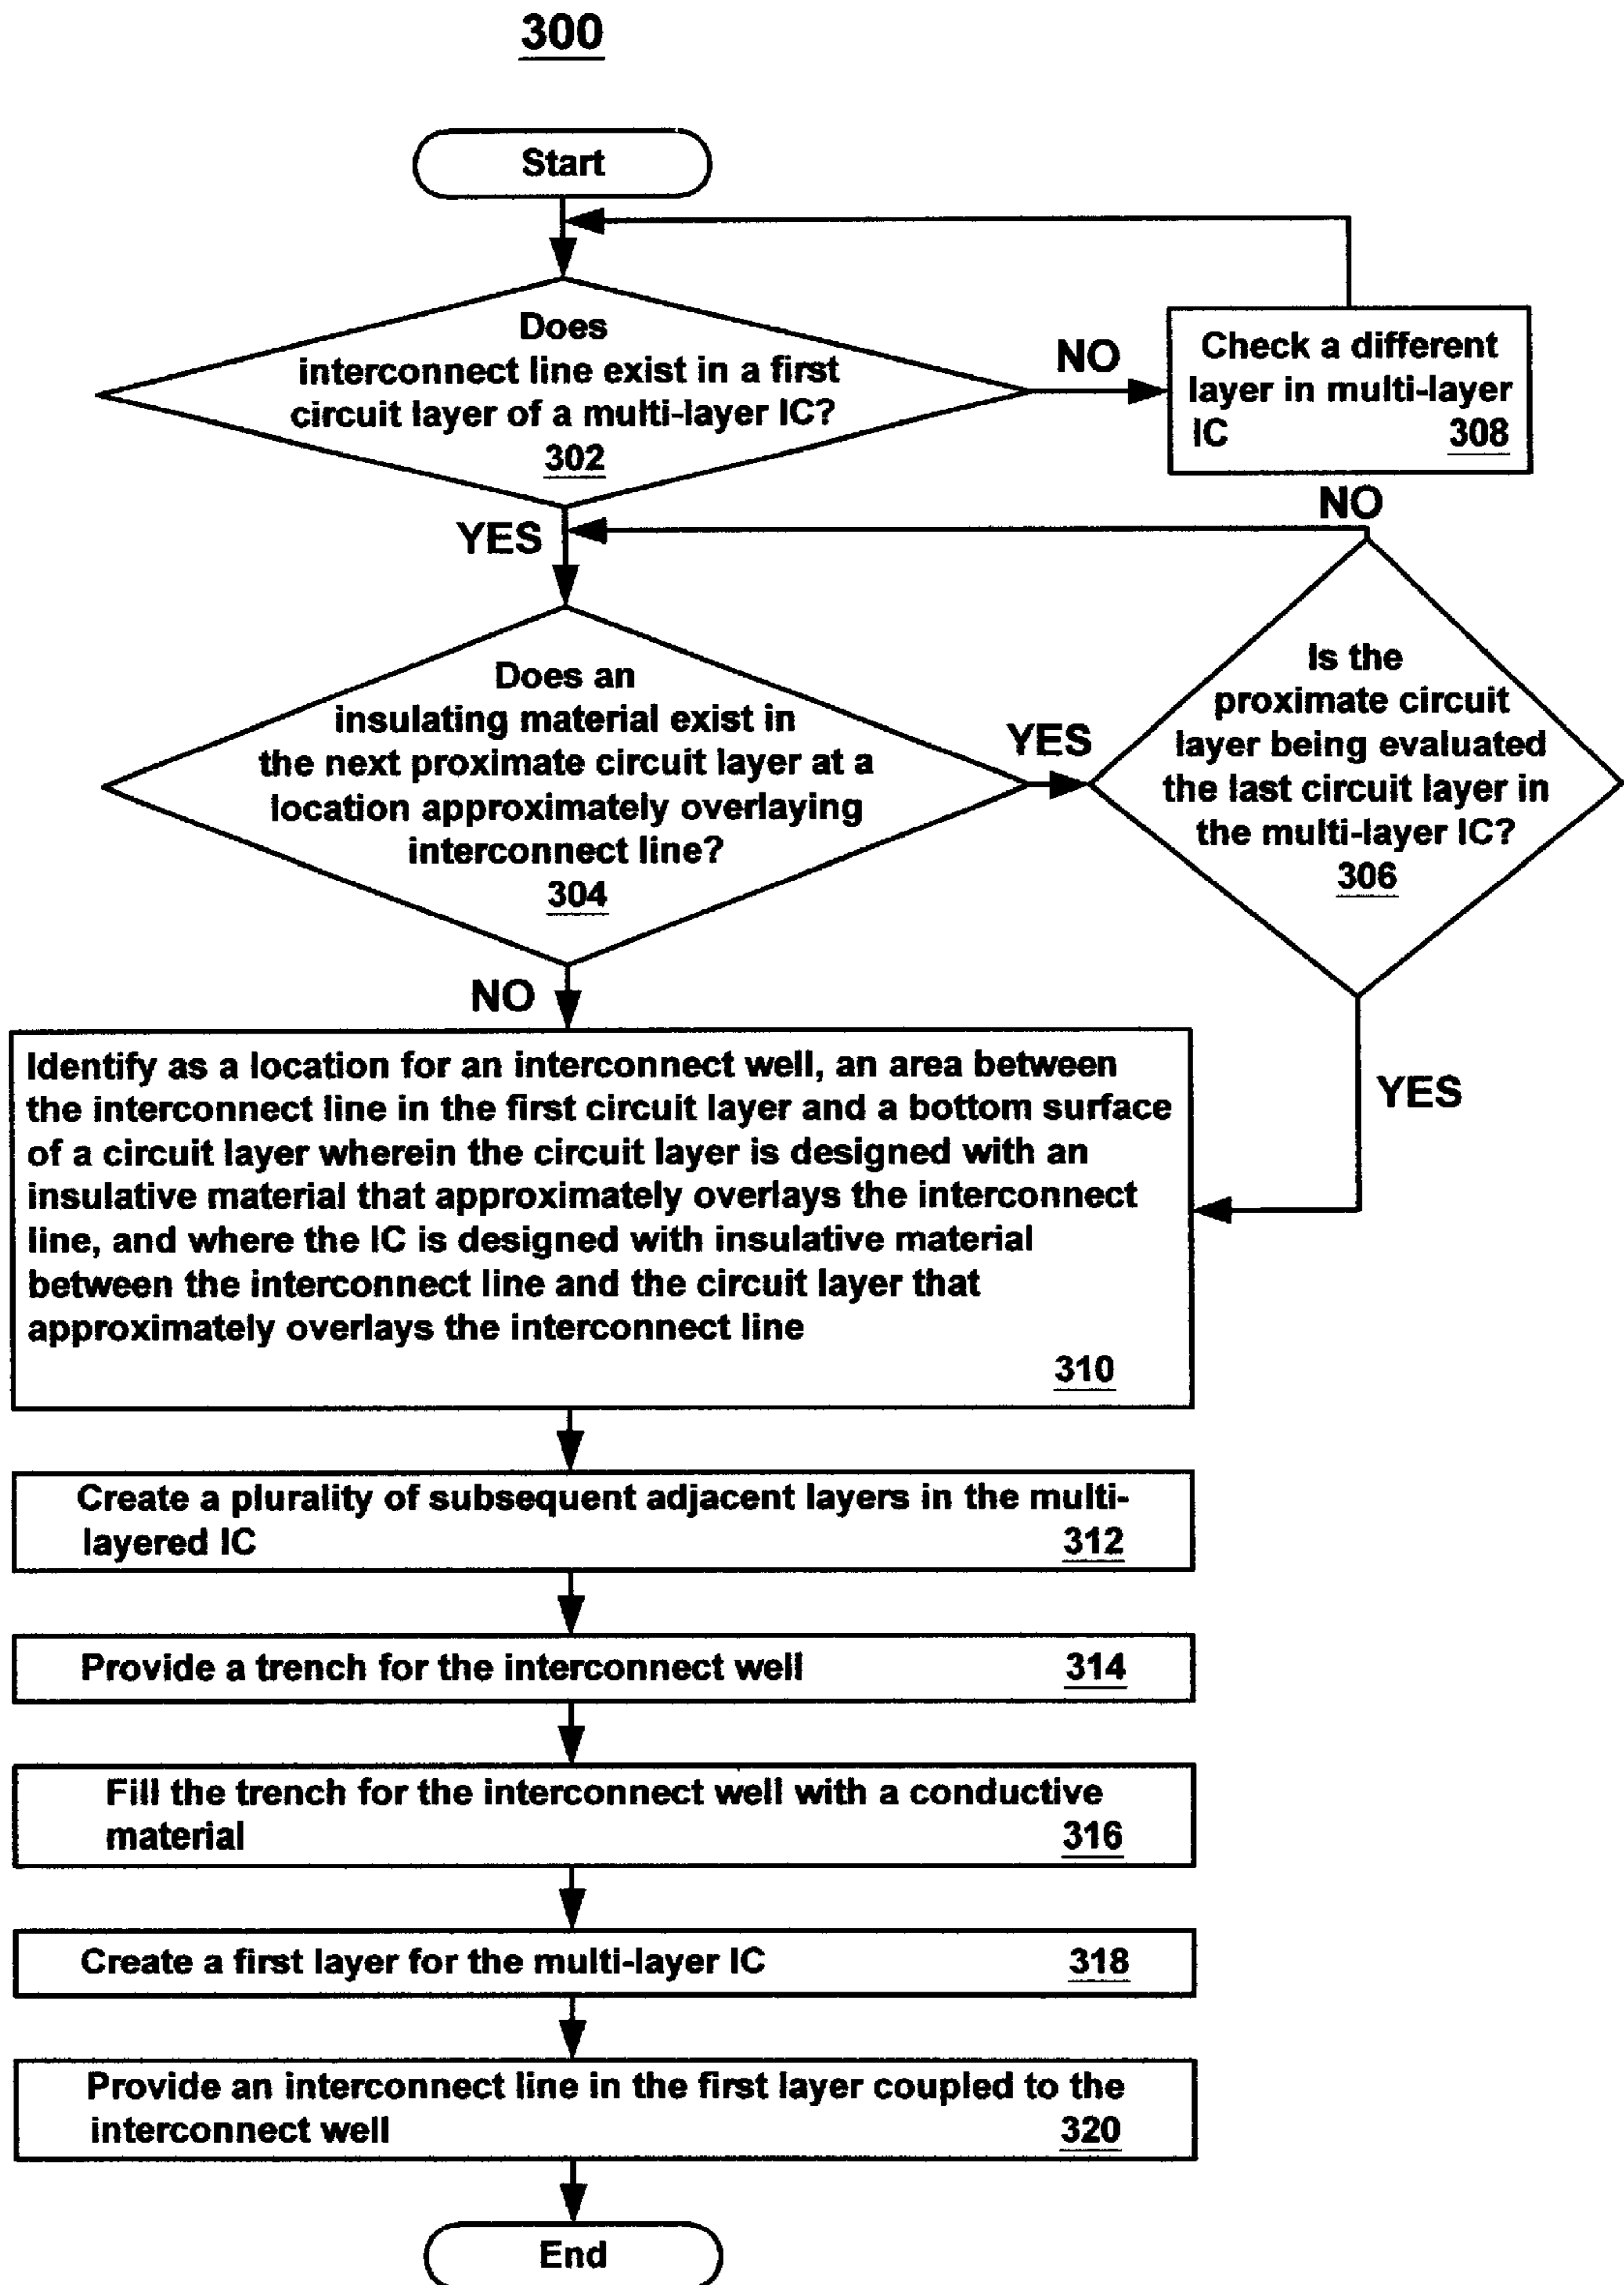 300
Start
Does
interconnect line exist in a first
circuit layer of a multi-layer IC?
302
NO
Check a different
layer in multi-layer
IC 308
YES
NO
Does an
insulating material exist in
the next proximate circuit layer at a
location approximately overlaying
interconnect line?
304
YES
Is the
proximate circuit
layer being evaluated
the last circuit layer in
the multi-layer IC?
306
NO
YES
Identify as a location for an interconnect well, an area between
the interconnect line in the first circuit layer and a bottom surface
of a circuit layer wherein the circuit layer is designed with an
insulative material that approximately overlays the interconnect
line, and where the IC is designed with insulative material
between the interconnect line and the circuit layer that
approximately overlays the interconnect line
310
Create a plurality of subsequent adjacent layers in the multi-
layered IC 312
Provide a trench for the interconnect well 314
Fill the trench for the interconnect well with a conductive
material 316
Create a first layer for the multi-layer IC 318
Provide an interconnect line in the first layer coupled to the
interconnect well 320
End